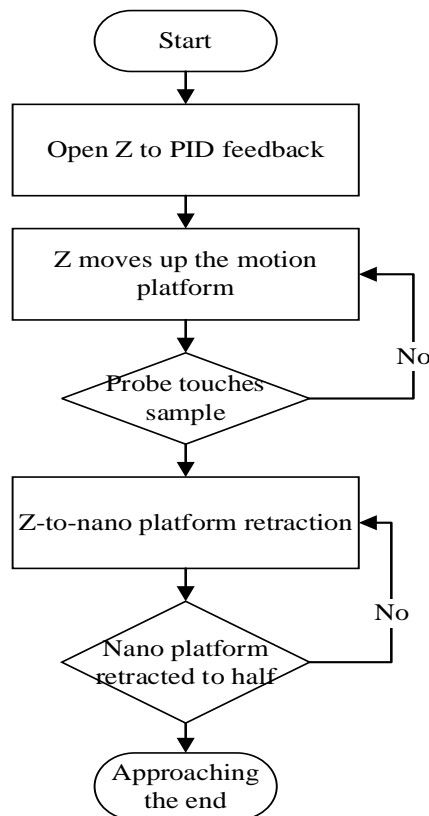 Start
Open Z to PID feedback
Z moves up the motion
platform
No
Probe touches
sample
Z-to-nano platform retraction
No
Nano platform
retracted to half
Approaching
the end